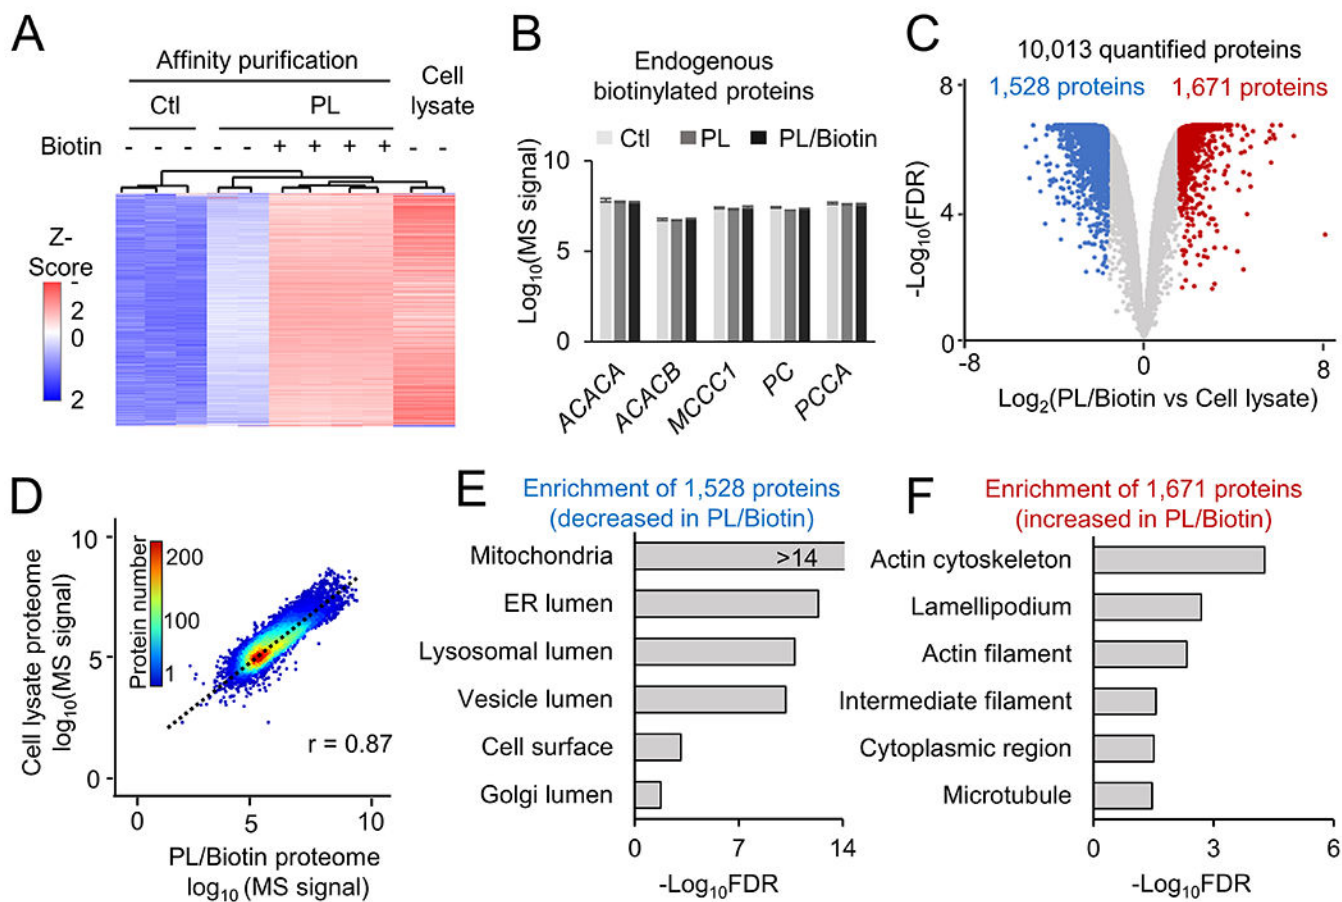 A
Affinity purification
Cell
lysate
Ctl
PL
Biotin - - - - - + + + + - -
Z-
Score
-
2
0
2
B
Endogenous
biotinylated proteins
Ctl PL PL/Biotin
Log10(MS signal)
10
5
0
ACACA
ACACB
MCCC1
PC
PCCA
C
10,013 quantified proteins
1,528 proteins
1,671 proteins
-Log10(FDR)
8
4
0
-8 0 8
Log2(PL/Biotin vs Cell lysate)
D
Cell lysate proteome
log10(MS signal)
10
5
0
Protein number
200
100
1
r = 0.87
0 5 10
PL/Biotin proteome
log10 (MS signal)
E
Enrichment of 1,528 proteins
(decreased in PL/Biotin)
Mitochondria
>14
ER lumen
Lysosomal lumen
Vesicle lumen
Cell surface
Golgi lumen
0 7 14
-Log10FDR
F
Enrichment of 1,671 proteins
(increased in PL/Biotin)
Actin cytoskeleton
Lamellipodium
Actin filament
Intermediate filament
Cytoplasmic region
Microtubule
0 3 6
-Log10FDR